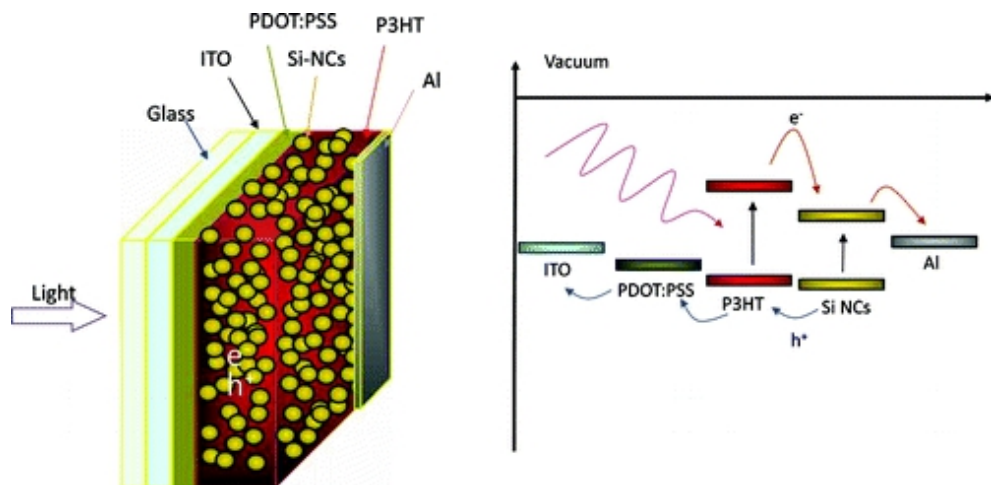 PDOT:PSS
P3HT
ITO
Si-NCs
Al
Glass
Light
e
h⁺
Vacuum
e⁻
ITO
PDOT:PSS
P3HT
Si NCs
Al
h⁺